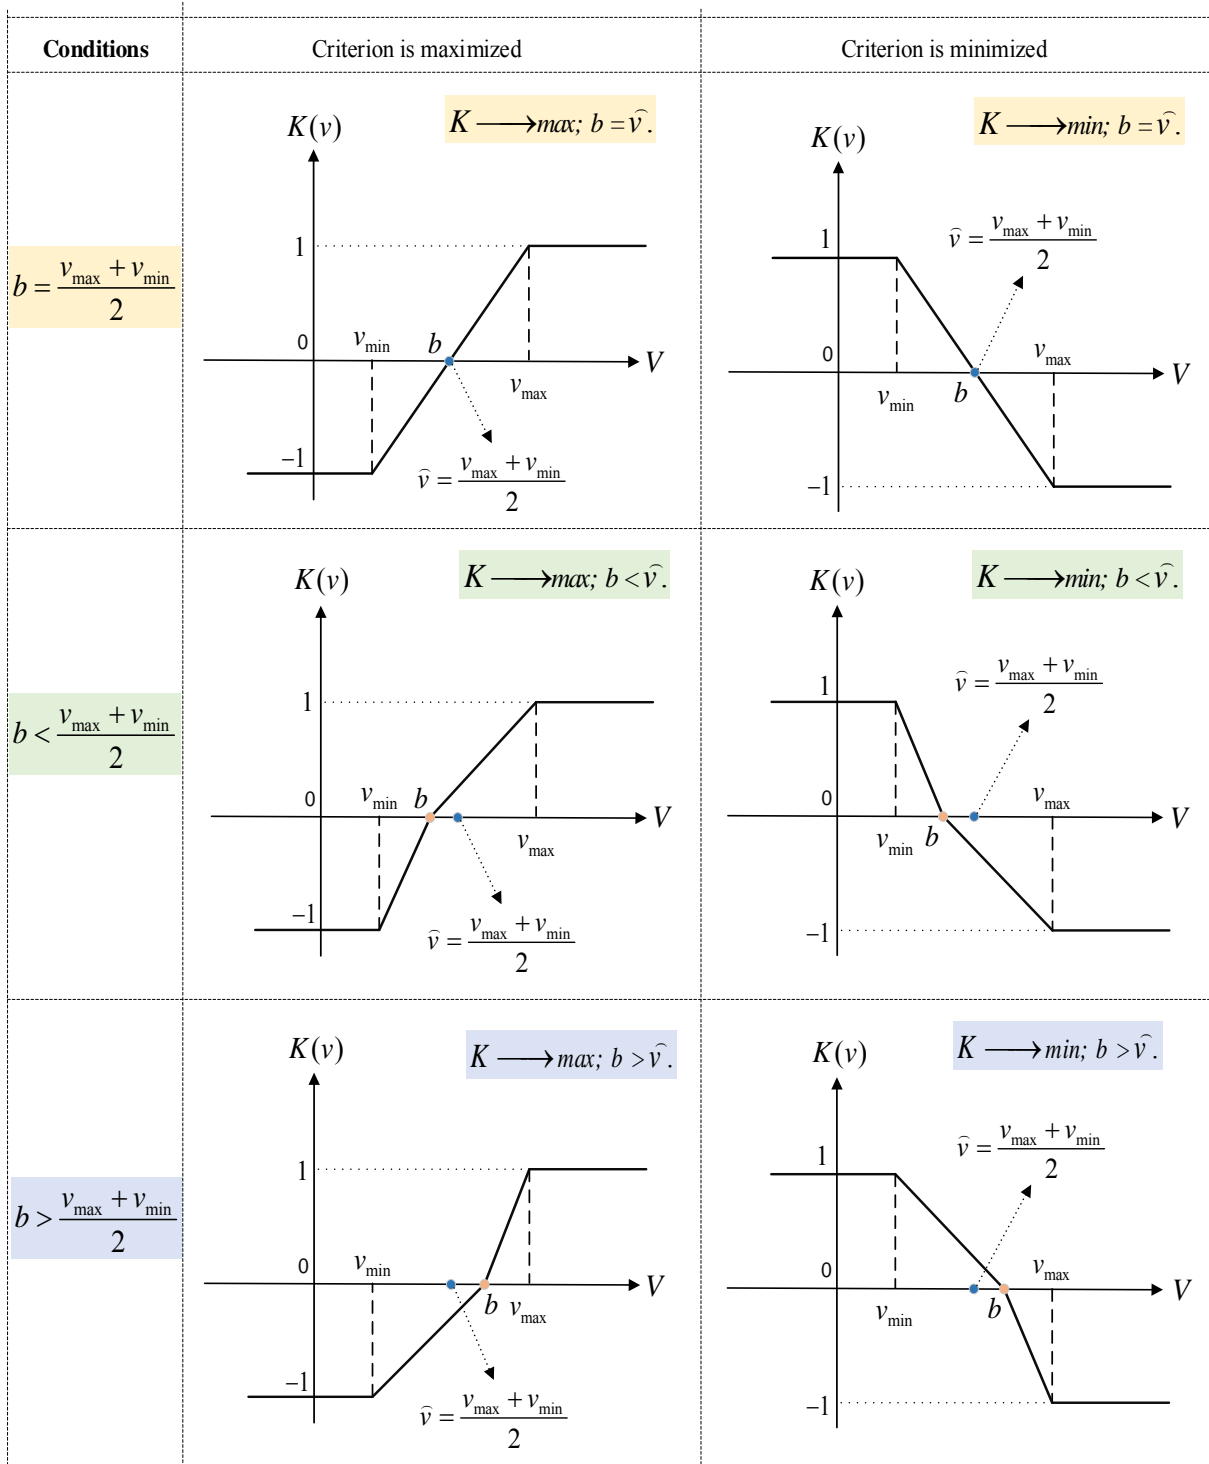 Conditions Criterion is maximized Criterion is minimized
b = (v_max + v_min)/2
K ⟶ max; b = v̂.
K(v)
1
0 v_min b V
v_max
−1
v̂ = (v_max + v_min)/2
K ⟶ min; b = v̂.
K(v)
v̂ = (v_max + v_min)/2
1
0 v_max
V
v_min b
−1
b < (v_max + v_min)/2
K ⟶ max; b < v̂.
K(v)
1
0 v_min b V
v_max
−1
v̂ = (v_max + v_min)/2
K ⟶ min; b < v̂.
K(v)
v̂ = (v_max + v_min)/2
1
0 v_max
V
v_min b
−1
b > (v_max + v_min)/2
K ⟶ max; b > v̂.
K(v)
1
0 v_min V
b v_max
−1
v̂ = (v_max + v_min)/2
K ⟶ min; b > v̂.
K(v)
v̂ = (v_max + v_min)/2
1
0 v_max
V
v_min b
−1